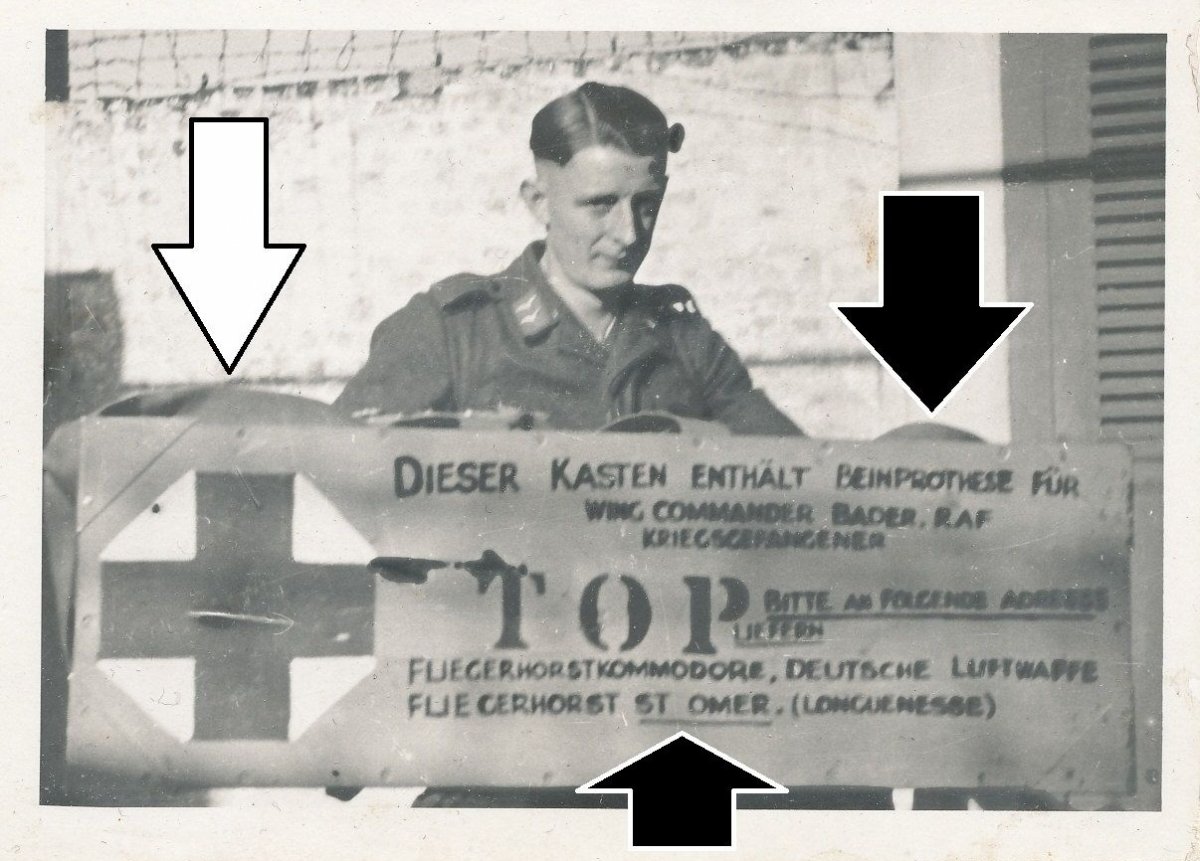 DIESER KASTEN ENTHÄLT BEINPROTHESE FÜR
WING COMMANDER BADER. RAF
KRIEGSGEFANGENER
TOP BITTE AN FOLGENDE ADRESSE
LIEFERN
FLIEGERHORSTKOMMODORE, DEUTSCHE LUFTWAFFE
FLIEGERHORST ST OMER. (LONGUENESSE)